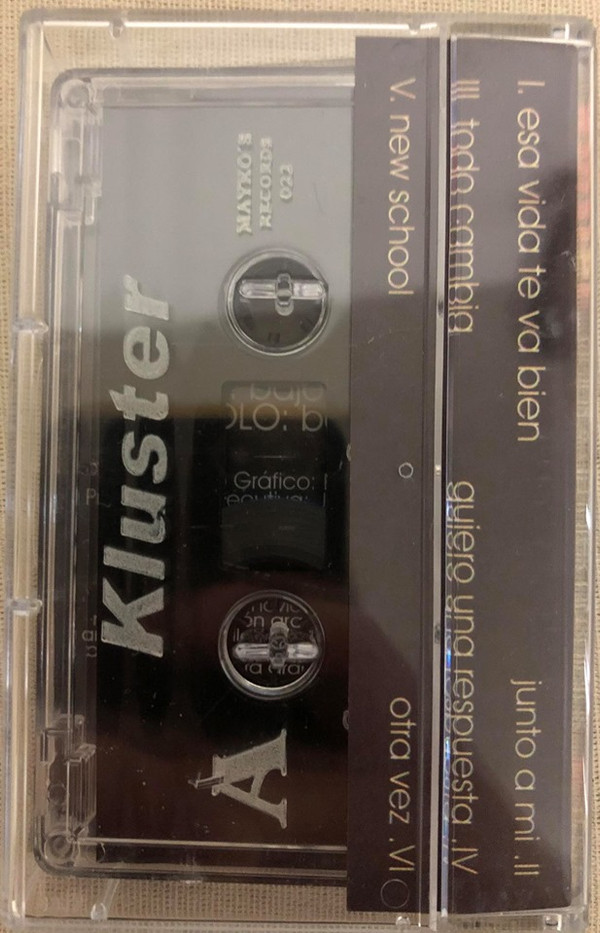 I. esa vida te va bien
junto a mi .II
III. todo cambia
quiero una respuesta .IV
V. new school
otra vez .VI
MAYKO'S
RECORDS
022
Kluster
A
Gráfico: